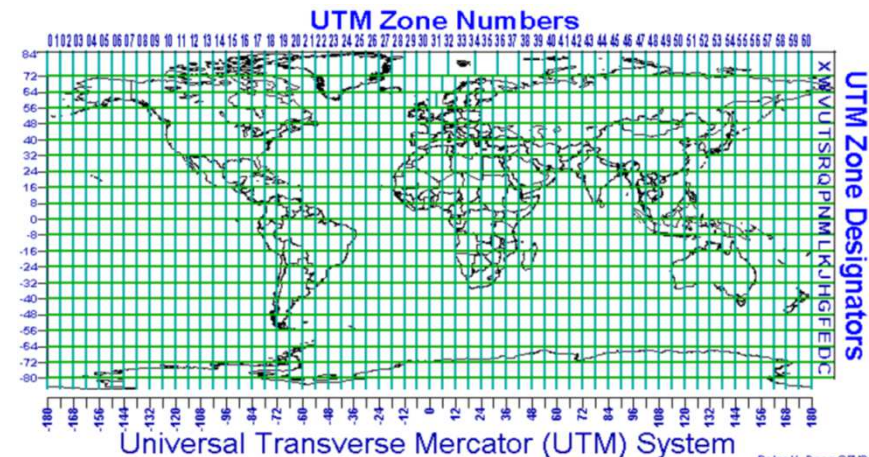 UTM Zone Numbers
01 02 03 04 05 06 07 08 09 10 11 12 13 14 15 16 17 18 19 20 21 22 23 24 25 26 27 28 29 30 31 32 33 34 35 36 37 38 39 40 41 42 43 44 45 46 47 48 49 50 51 52 53 54 55 56 57 58 59 60
84
72
64
56
48
40
32
24
16
8
0
-8
-16
-24
-32
-40
-48
-56
-64
-72
-80
X
W
V
U
T
S
R
Q
P
N
M
L
K
J
H
G
F
E
D
C
UTM Zone Designators
-180 -168 -156 -144 -132 -120 -108 -96 -84 -72 -60 -48 -36 -24 -12 0 12 24 36 48 60 72 84 96 108 120 132 144 156 168 180
Universal Transverse Mercator (UTM) System